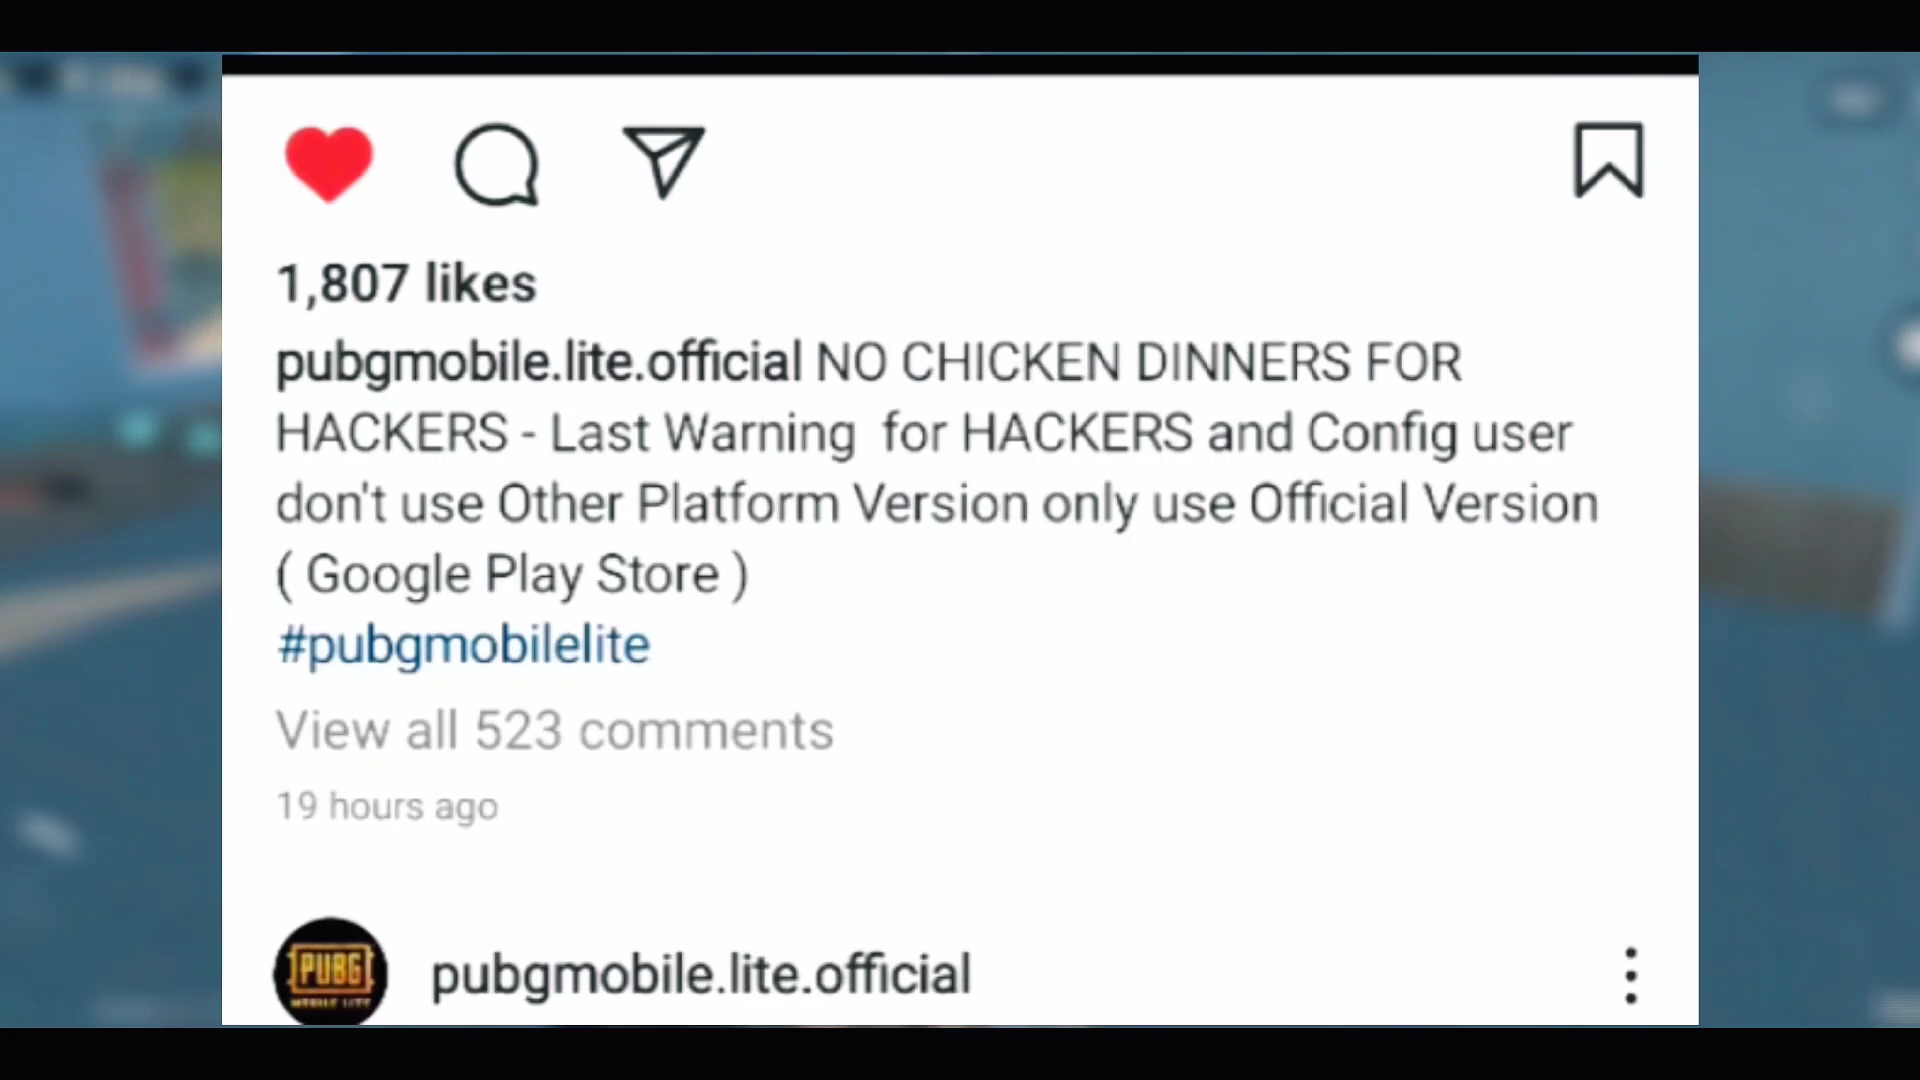 1,807 likes
pubgmobile.lite.official NO CHICKEN DINNERS FOR
HACKERS - Last Warning  for HACKERS and Config user
don't use Other Platform Version only use Official Version
( Google Play Store )
#pubgmobilelite
View all 523 comments
19 hours ago
PUBG
MOBILE LITE
pubgmobile.lite.official